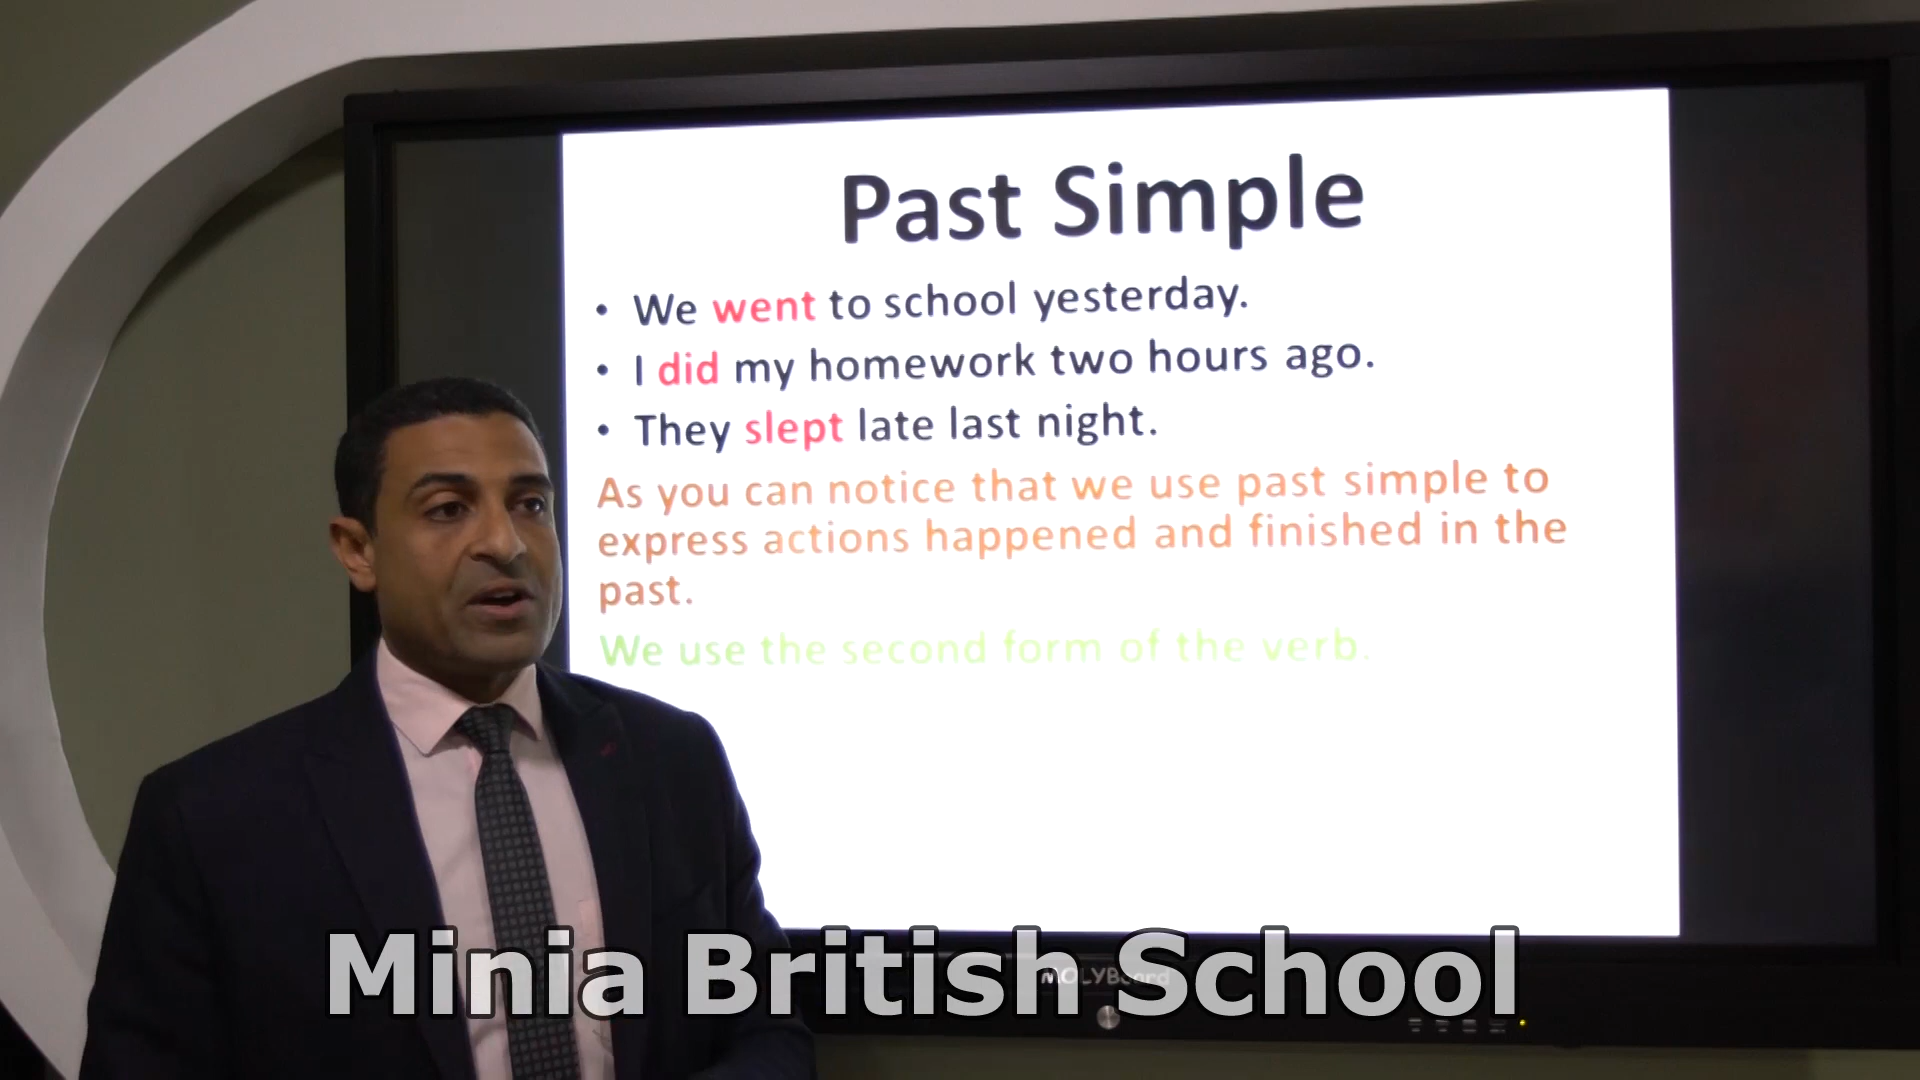 Past Simple
• We went to school yesterday.
• I did my homework two hours ago.
• They slept late last night.
As you can notice that we use past simple to
express actions happened and finished in the
past.
We use the second form of the verb.
Minia British School
MOLYBoard